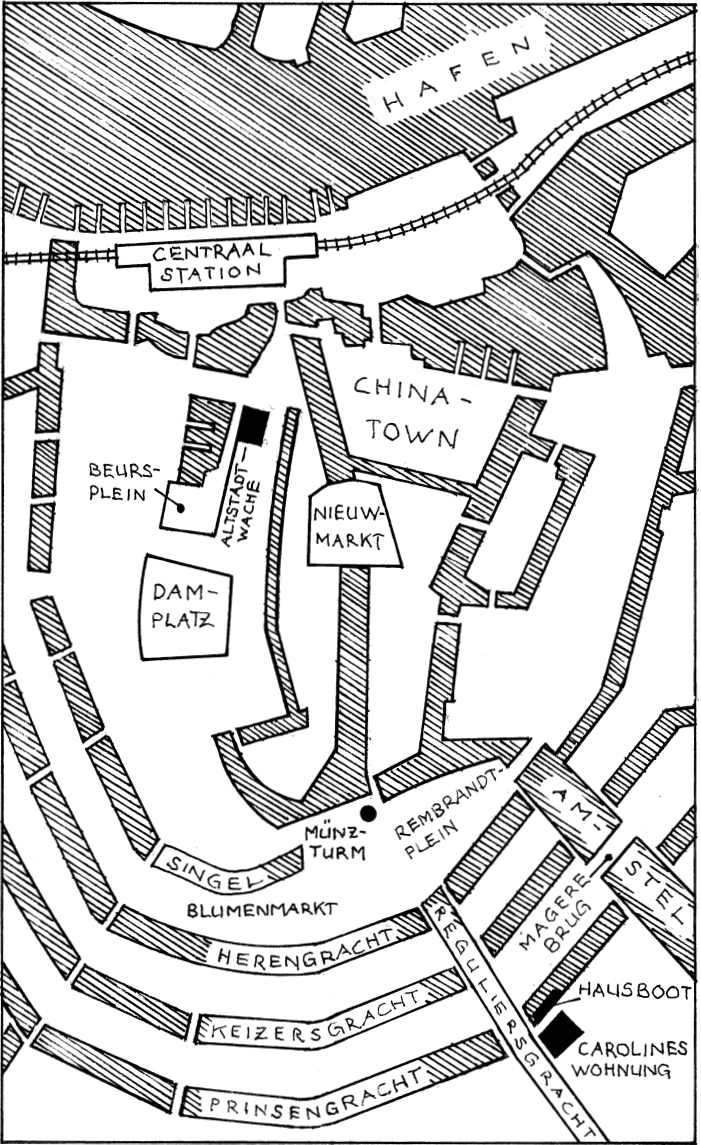 HAFEN
CENTRAAL
STATION
CHINA-
TOWN
BEURS-
PLEIN
ALTSTADT-
WACHE
NIEUW-
MARKT
DAM-
PLATZ
MÜNZ-
TURM
REMBRANDT-
PLEIN
AM-
STEL
MAGERE
BRUG
SINGEL
BLUMENMARKT
HERENGRACHT
REGULIERSGRACHT
KEIZERSGRACHT
PRINSENGRACHT
HAUSBOOT
CAROLINES
WOHNUNG